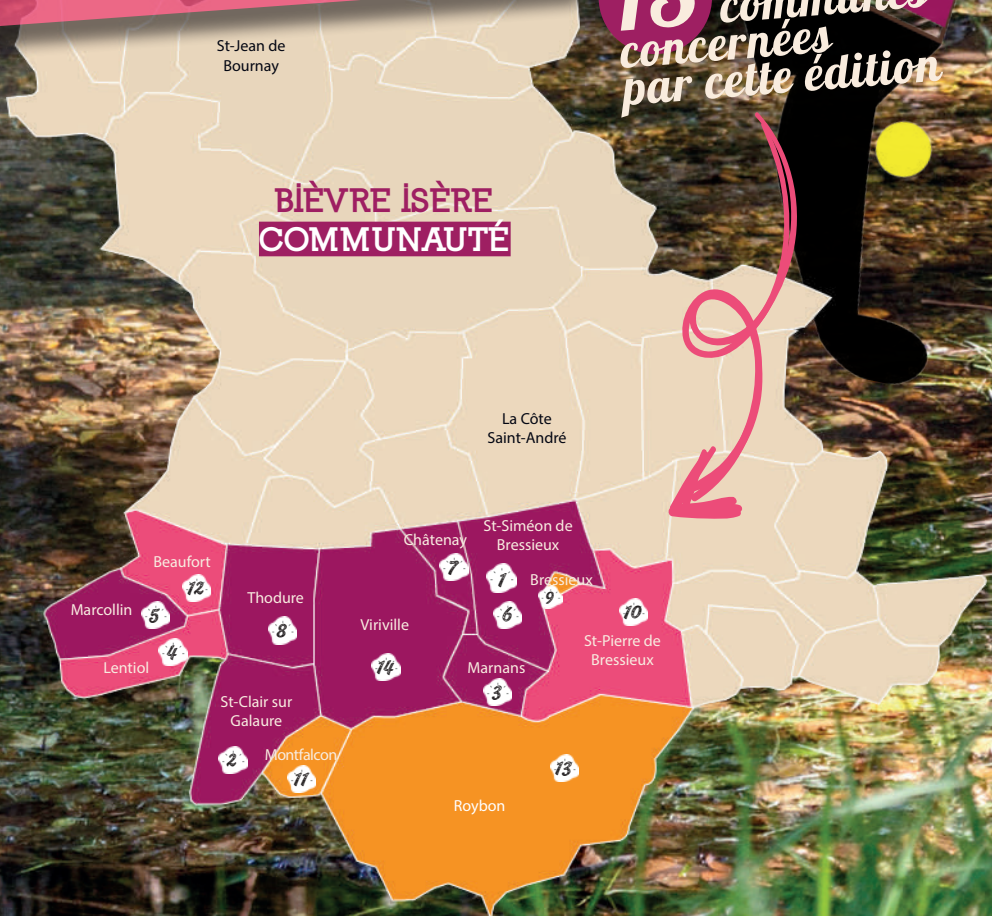 St-Jean de
Bournay
13 communes
concernées
par cette édition
BIÈVRE ISÈRE
COMMUNAUTÉ
La Côte
Saint-André
Châtenay
7
St-Siméon de
Bressieux
1
6
Bressieux
9
10
St-Pierre de
Bressieux
Beaufort
12
Marcollin
5
4
Lentiol
Thodure
8
Viriville
14
Marnans
3
St-Clair sur
Galaure
2
Montfalcon
11
13
Roybon